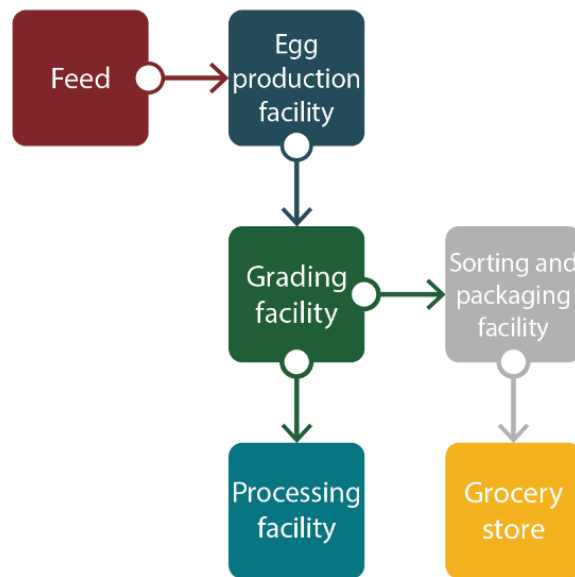 Feed
Egg
production
facility
Grading
facility
Sorting and
packaging
facility
Processing
facility
Grocery
store